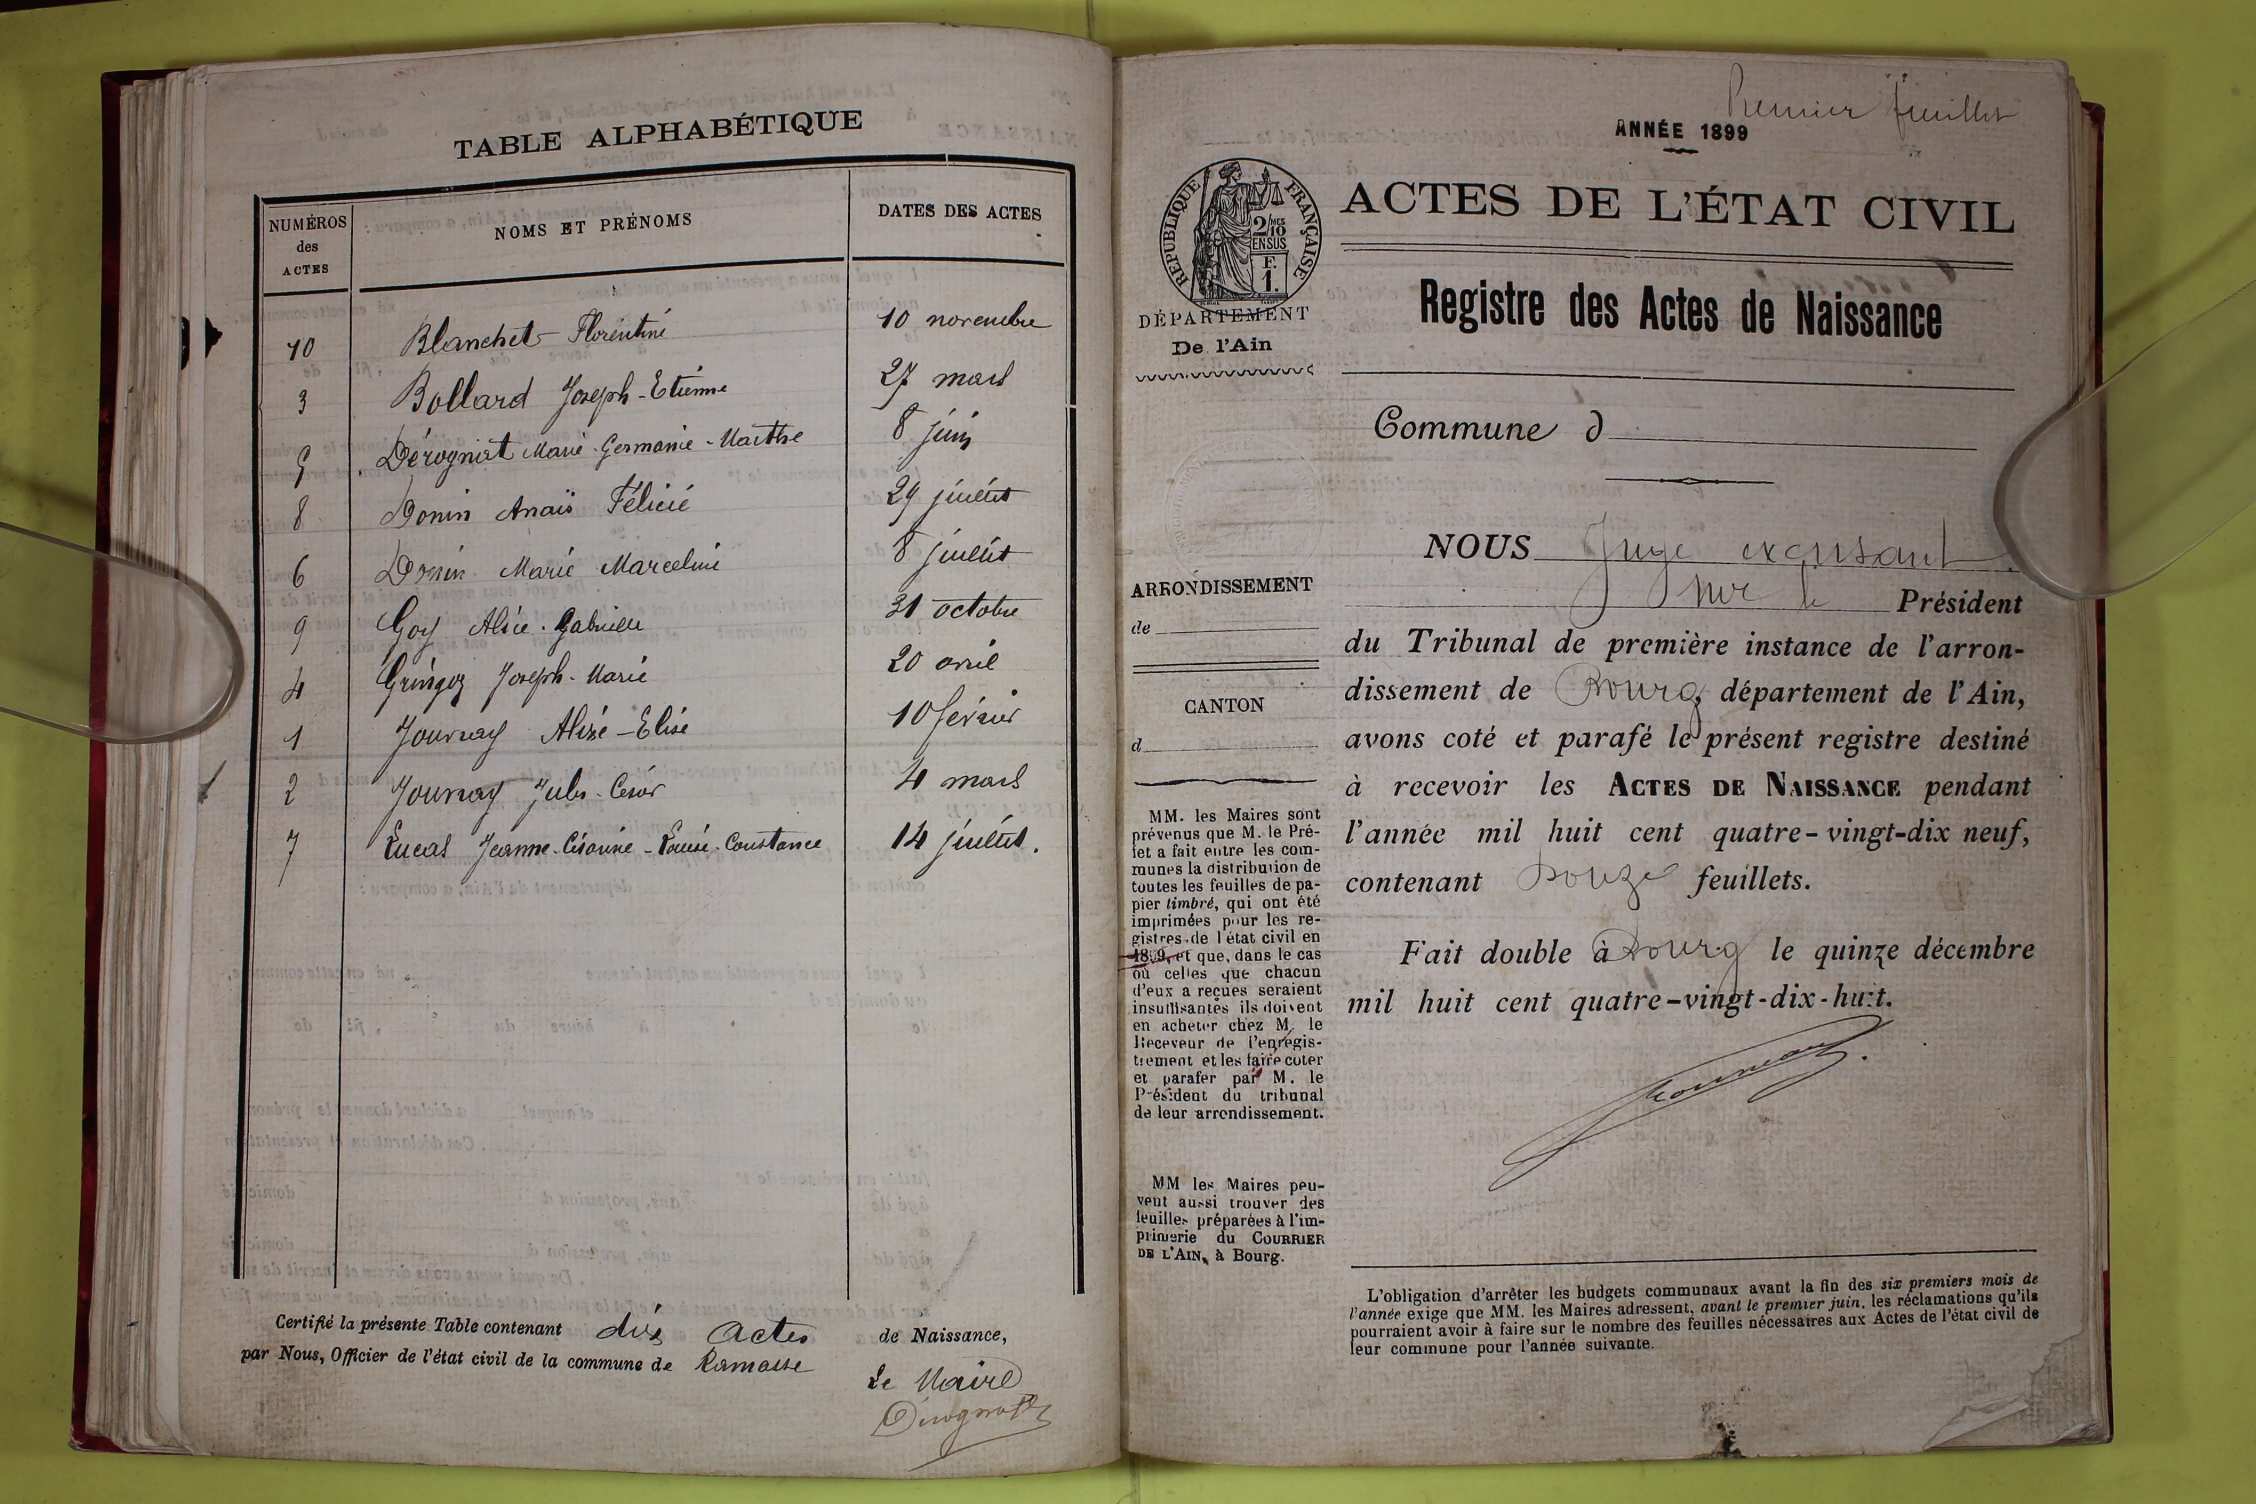 TABLE ALPHABÉTIQUE
NUMÉROS des ACTES NOMS ET PRÉNOMS DATES DES ACTES
10 Blanchet Florentine 10 novembre
3 Bollard Joseph-Etienne 27 mars
5 Dérognat Marie-Germanie-Marthe 8 juin
8 Donin Anaïs Félicie 29 juillet
6 Donin Marie Marceline 8 juillet
9 Goy Alice-Gabrielle 31 octobre
4 Gringoz Joseph-Marie 20 avril
1 Journay Elise 10 février
2 Journay Jules-César 4 mars
7 Lucas Jeanne-Césarine-Louise-Constance 14 juillet.
Certifié la présente Table contenant dix Actes de Naissance,
par Nous, Officier de l'état civil de la commune de Ramasse
Le Maire
Premier feuillet
ANNÉE 1899
RÉPUBLIQUE FRANÇAISE
2/10 MES
EN SUS
F.
1.
DÉPARTEMENT
De l'Ain
ARRONDISSEMENT
de
CANTON
d
MM. les Maires sont
prévenus que M. le Pré-
fet a fait entre les com-
munes la distribution de
toutes les feuilles de pa-
pier timbré, qui ont été
imprimées pour les re-
gistres de l'état civil en
1899, et que, dans le cas
où celles que chacun
d'eux a reçues seraient
insuffisantes ils doivent
en acheter chez M. le
Receveur de l'enregis-
trement et les faire coter
et parafer par M. le
Président du tribunal
de leur arrondissement.
MM les Maires peu-
vent aussi trouver des
feuilles préparées à l'im-
primerie du COURRIER
DE L'AIN, à Bourg.
ACTES DE L'ÉTAT CIVIL
Registre des Actes de Naissance
Commune d
NOUS Juge
le Président
du Tribunal de première instance de l'arron-
dissement de Bourg, département de l'Ain,
avons coté et parafé le présent registre destiné
à recevoir les ACTES DE NAISSANCE pendant
l'année mil huit cent quatre-vingt-dix neuf,
contenant Douze feuillets.
Fait double à Bourg le quinze décembre
mil huit cent quatre-vingt-dix-huit.
L'obligation d'arrêter les budgets communaux avant la fin des six premiers mois de
l'année exige que MM. les Maires adressent, avant le premier juin, les réclamations qu'ils
pourraient avoir à faire sur le nombre des feuilles nécessaires aux Actes de l'état civil de
leur commune pour l'année suivante.